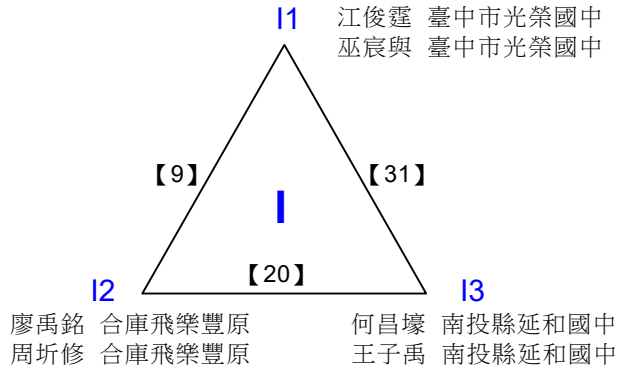 I1 江俊霆 臺中市光榮國中
巫宸與 臺中市光榮國中
【9】 【31】
I
【20】
I2 I3
廖禹銘 合庫飛樂豐原 何昌壕 南投縣延和國中
周圻修 合庫飛樂豐原 王子禹 南投縣延和國中